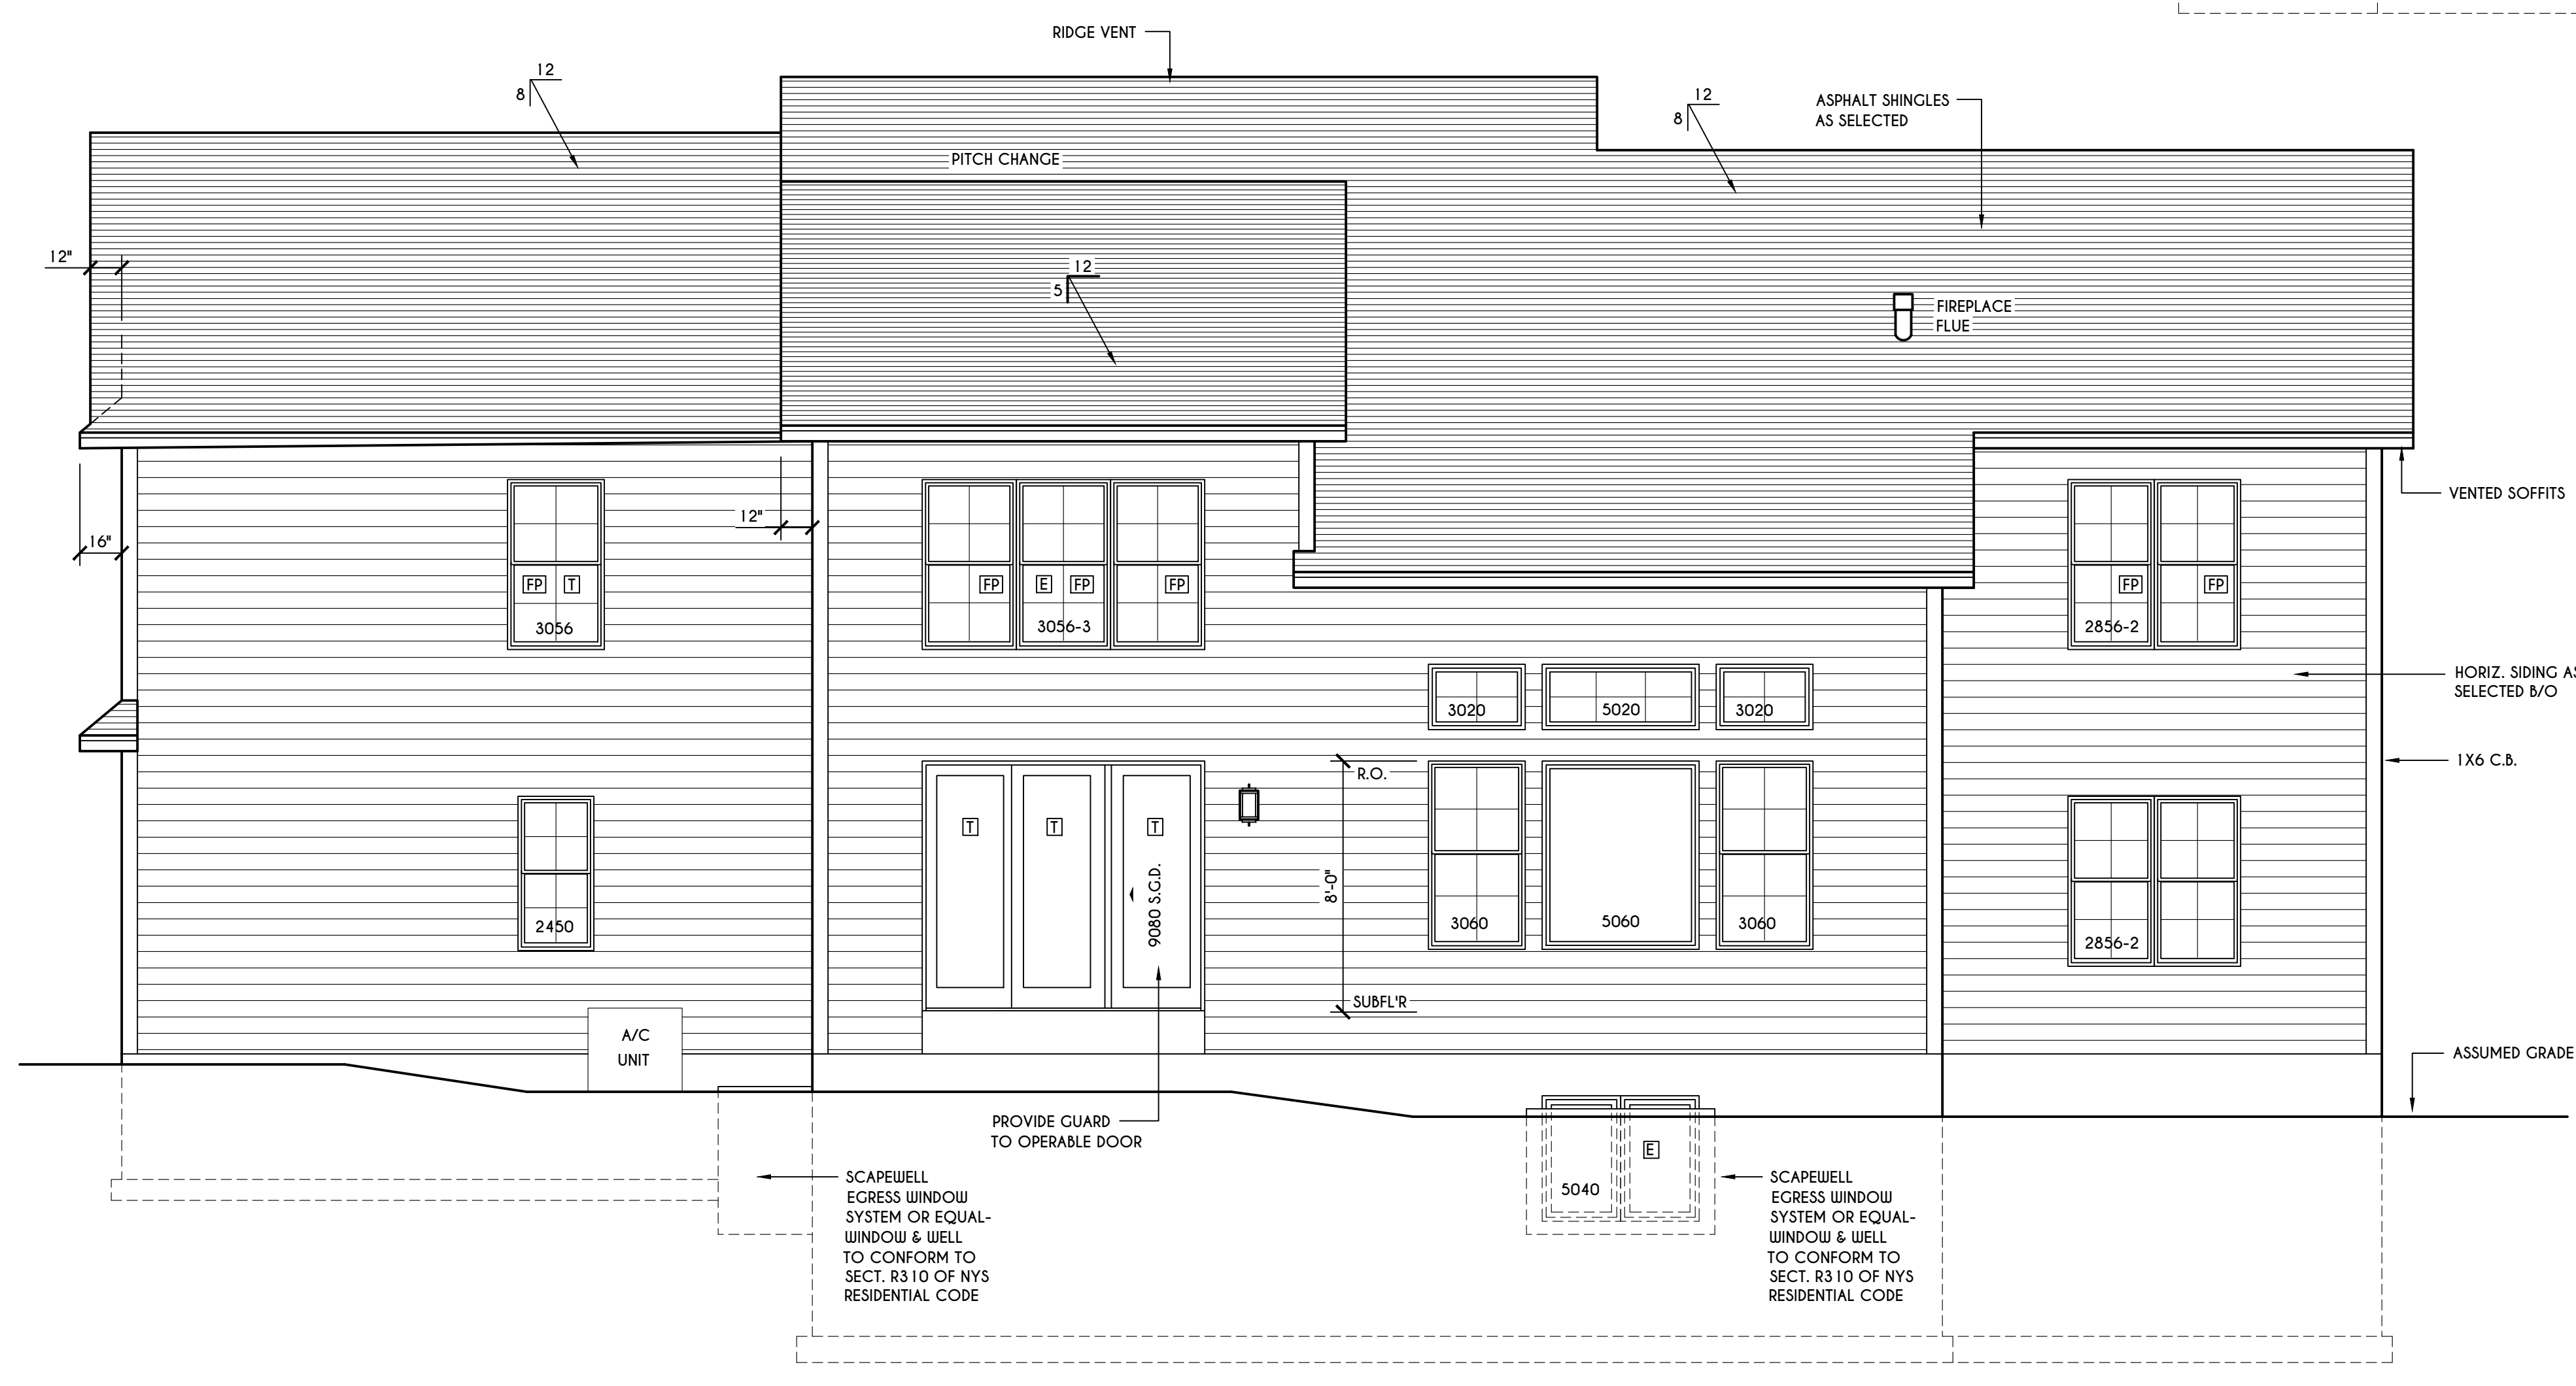 RIDGE VENT
12
8
12
8
ASPHALT SHINGLES
AS SELECTED
PITCH CHANGE
12"
12
5
FIREPLACE
FLUE
VENTED SOFFITS
12"
16"
FP T
3056
FP E FP FP
3056-3
FP FP
2856-2
HORIZ. SIDING AS
SELECTED B/O
3020
5020
3020
1X6 C.B.
R.O.
T T T
9080 S.G.D.
8'-0"
2450
3060
5060
3060
2856-2
SUBFL'R
A/C
UNIT
ASSUMED GRADE
PROVIDE GUARD
TO OPERABLE DOOR
E
5040
SCAPEWELL
EGRESS WINDOW
SYSTEM OR EQUAL-
WINDOW & WELL
TO CONFORM TO
SECT. R310 OF NYS
RESIDENTIAL CODE
SCAPEWELL
EGRESS WINDOW
SYSTEM OR EQUAL-
WINDOW & WELL
TO CONFORM TO
SECT. R310 OF NYS
RESIDENTIAL CODE